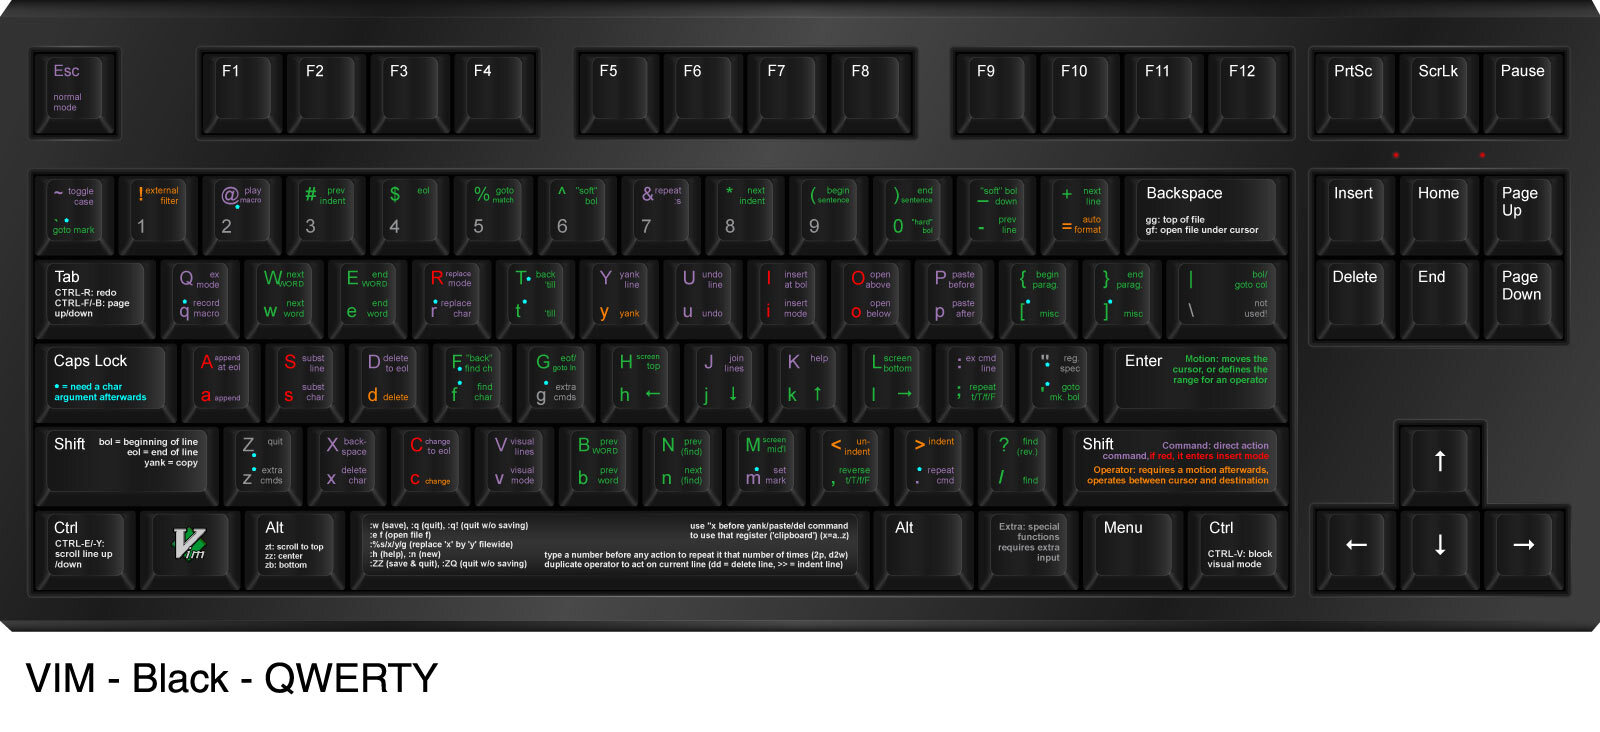 Esc
normal
mode
F1
F2
F3
F4
F5
F6
F7
F8
F9
F10
F11
F12
PrtSc
ScrLk
Pause
~ toggle
case
` goto mark
! external
filter
1
@ play
macro
2
# prev
indent
3
$ eol
4
% goto
match
5
^ "soft"
bol
6
& repeat
:s
7
* next
indent
8
( begin
sentence
9
) end
sentence
0 "hard"
bol
"soft" bol
_ down
- prev
line
+ next
line
= auto
format
Backspace
gg: top of file
gf: open file under cursor
Insert
Home
Page
Up
Tab
CTRL-R: redo
CTRL-F/-B: page
up/down
Q ex
mode
q record
macro
W next
WORD
w next
word
E end
WORD
e end
word
R replace
mode
r replace
char
T back
'till
t 'till
Y yank
line
y yank
U undo
line
u undo
I insert
at bol
i insert
mode
O open
above
o open
below
P paste
before
p paste
after
{ begin
parag.
[ misc
} end
parag.
] misc
| bol/
goto col
\ not
used!
Delete
End
Page
Down
Caps Lock
• = need a char
argument afterwards
A append
at eol
a append
S subst
line
s subst
char
D delete
to eol
d delete
F "back"
find ch
f find
char
G eof/
goto ln
g extra
cmds
H screen
top
h ←
J join
lines
j ↓
K help
k ↑
L screen
bottom
l →
: ex cmd
line
; repeat
t/T/f/F
" reg.
spec
' goto
mk. bol
Enter
Motion: moves the
cursor, or defines the
range for an operator
Shift
bol = beginning of line
eol = end of line
yank = copy
Z quit
z extra
cmds
X back-
space
x delete
char
C change
to eol
c change
V visual
lines
v visual
mode
B prev
WORD
b prev
word
N prev
(find)
n next
(find)
M screen
mid'l
m set
mark
< un-
indent
, reverse
t/T/f/F
> indent
. repeat
cmd
? find
(rev.)
/ find
Shift
Command: direct action
command,if red, it enters insert mode
Operator: requires a motion afterwards,
operates between cursor and destination
↑
Ctrl
CTRL-E/-Y:
scroll line up
/down
Vim
Alt
zt: scroll to top
zz: center
zb: bottom
:w (save), :q (quit), :q! (quit w/o saving)
:e f (open file f)
:%s/x/y/g (replace 'x' by 'y' filewide)
:h (help), :n (new)
:ZZ (save & quit), :ZQ (quit w/o saving)
use "x before yank/paste/del command
to use that register ('clipboard') (x=a..z)
type a number before any action to repeat it that number of times (2p, d2w)
duplicate operator to act on current line (dd = delete line, >> = indent line)
Alt
Extra: special
functions
requires extra
input
Menu
Ctrl
CTRL-V: block
visual mode
←
↓
→
VIM - Black - QWERTY